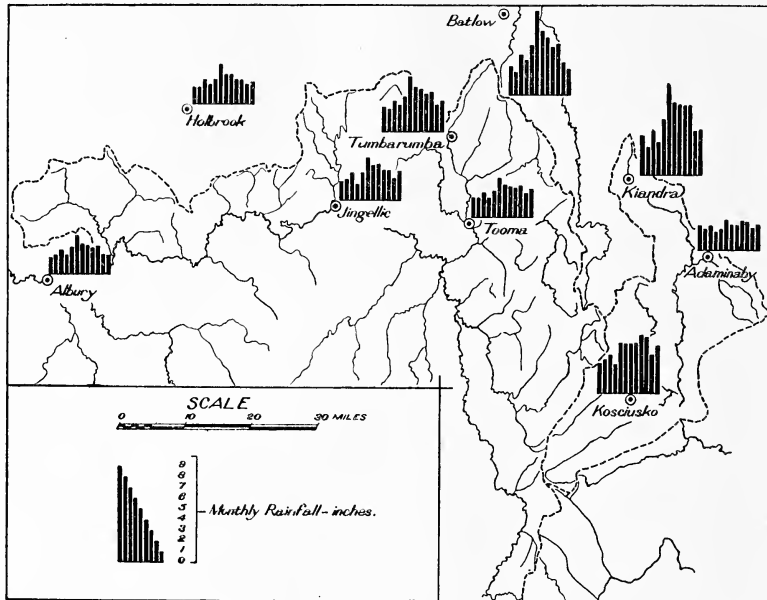 Batlow
Holbrook
Tumbarumba
Kiandra
Jingellic
Tooma
Adaminaby
Albury
Kosciusko
SCALE
0 10 20 30 MILES
9
8
7
6
5
4
3
2
1
0
Monthly Rainfall - inches.